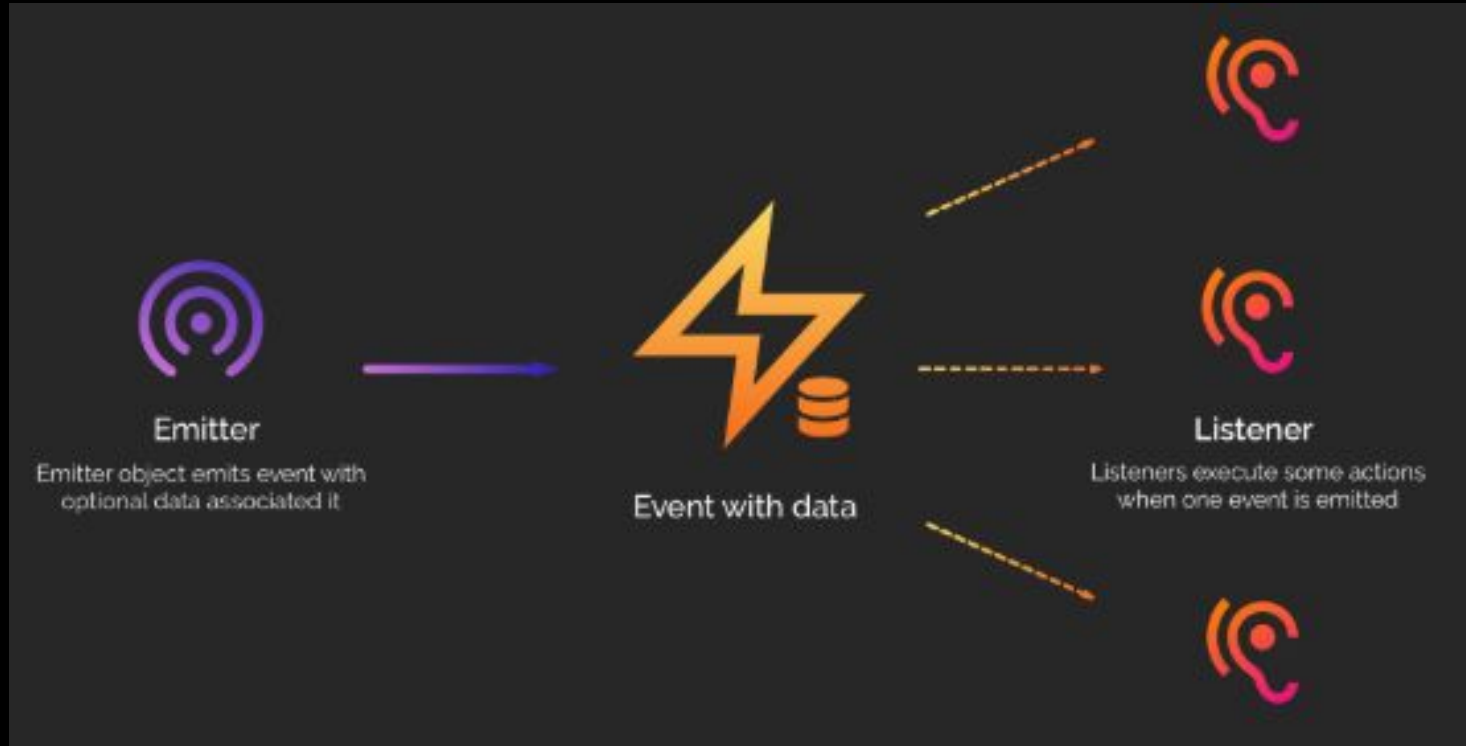 Emitter
Emitter object emits event with
optional data associated it
Event with data
Listener
Listeners execute some actions
when one event is emitted